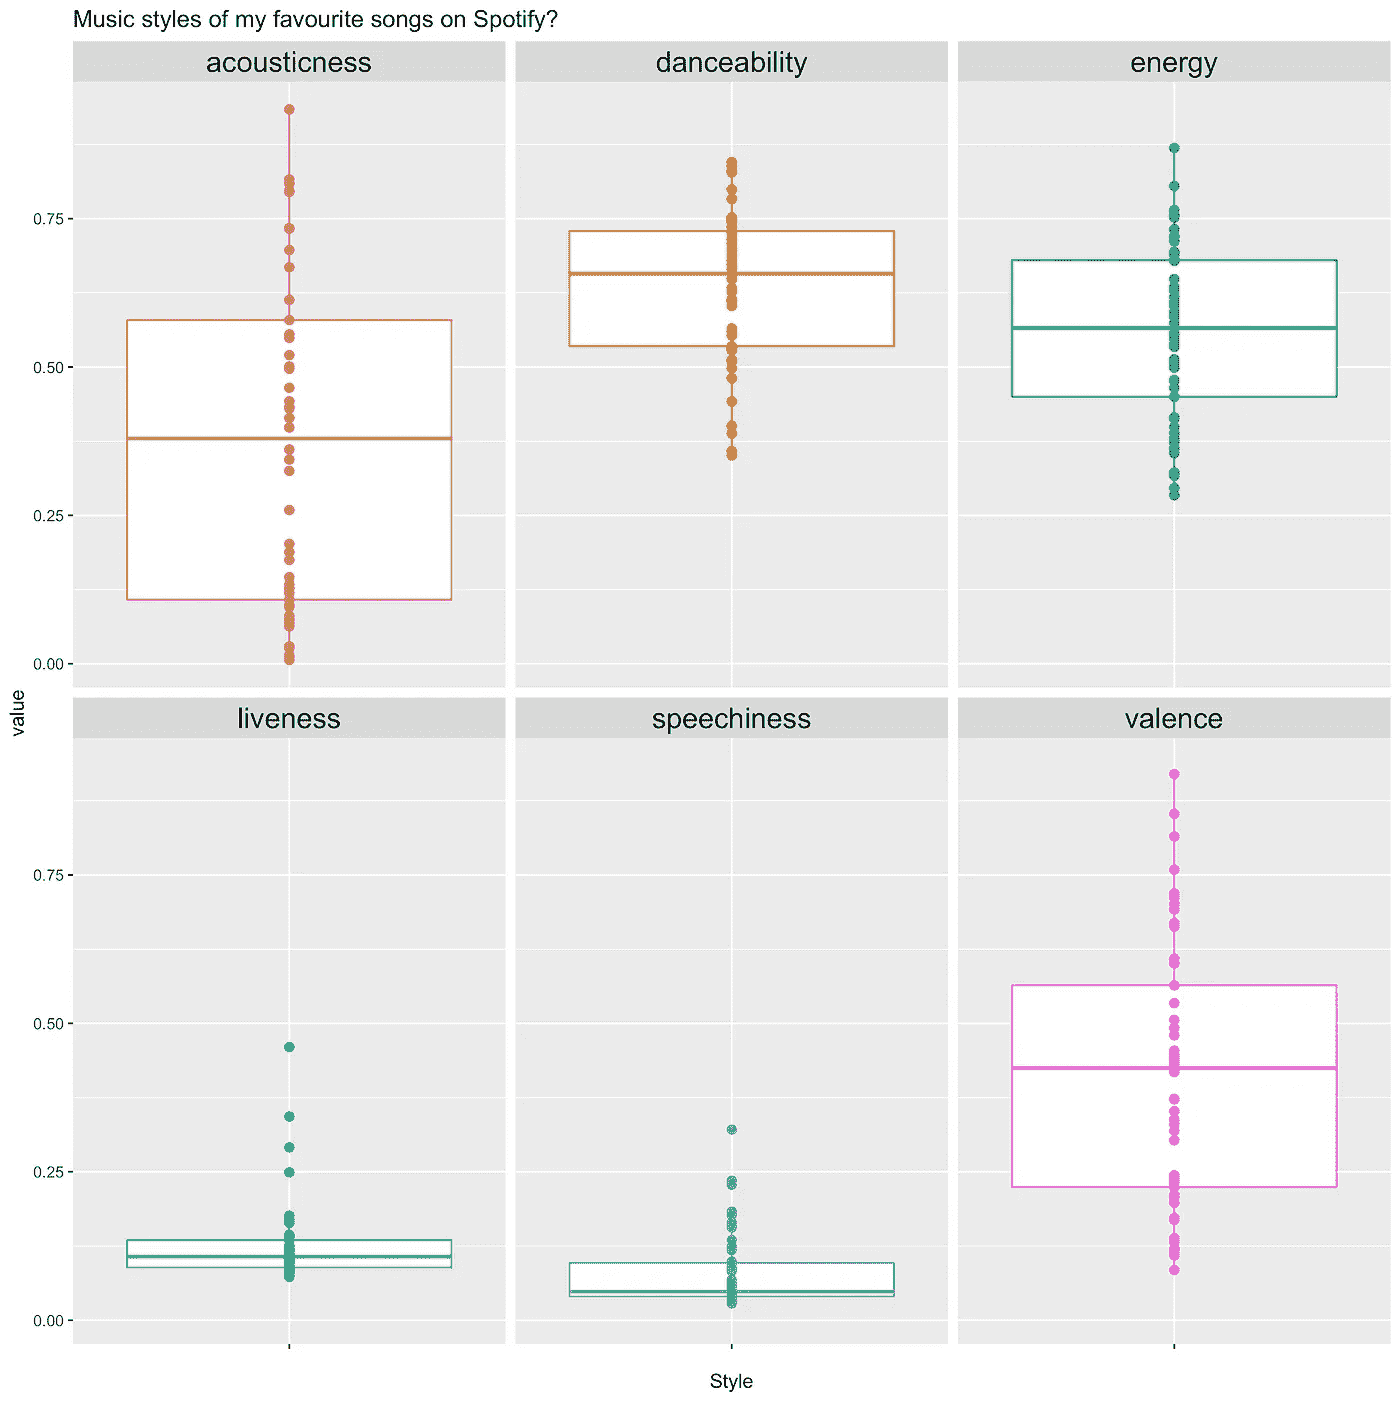 Music styles of my favourite songs on Spotify?
acousticness danceability energy
0.75
0.50
0.25
0.00
value
liveness speechiness valence
0.75
0.50
0.25
0.00
Style